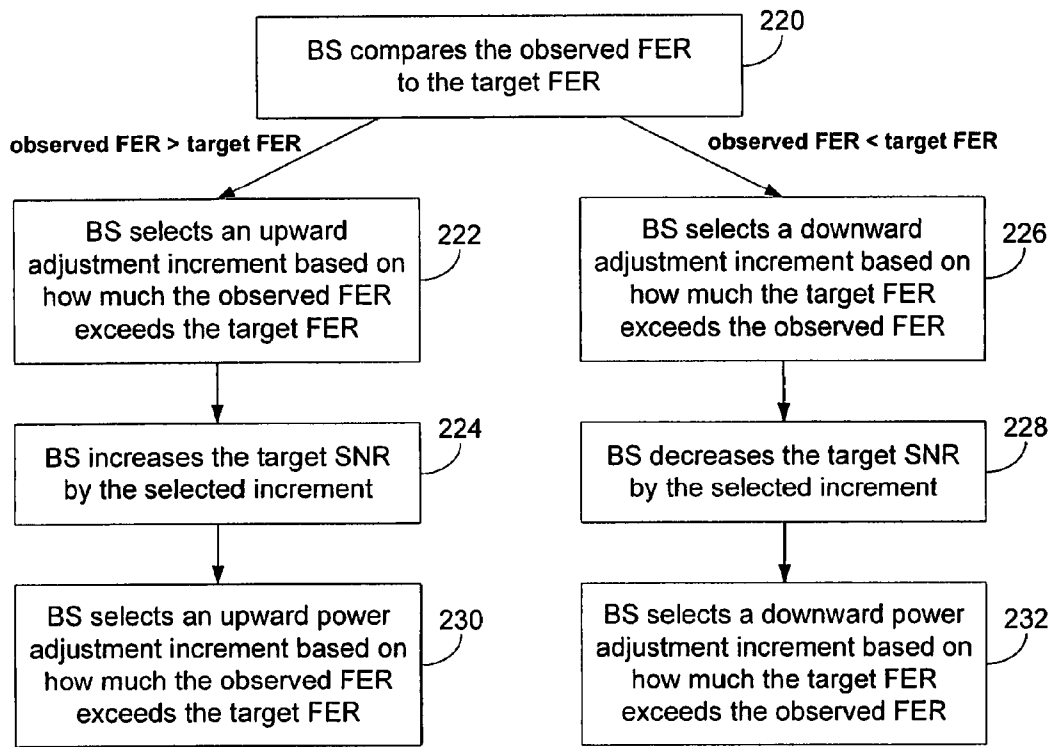 220
BS compares the observed FER
to the target FER
observed FER > target FER
observed FER < target FER
BS selects an upward
adjustment increment based on
how much the observed FER
exceeds the target FER
222
BS selects a downward
adjustment increment based on
how much the target FER
exceeds the observed FER
226
BS increases the target SNR
by the selected increment
224
BS decreases the target SNR
by the selected increment
228
BS selects an upward power
adjustment increment based on
how much the observed FER
exceeds the target FER
230
BS selects a downward power
adjustment increment based on
how much the target FER
exceeds the observed FER
232